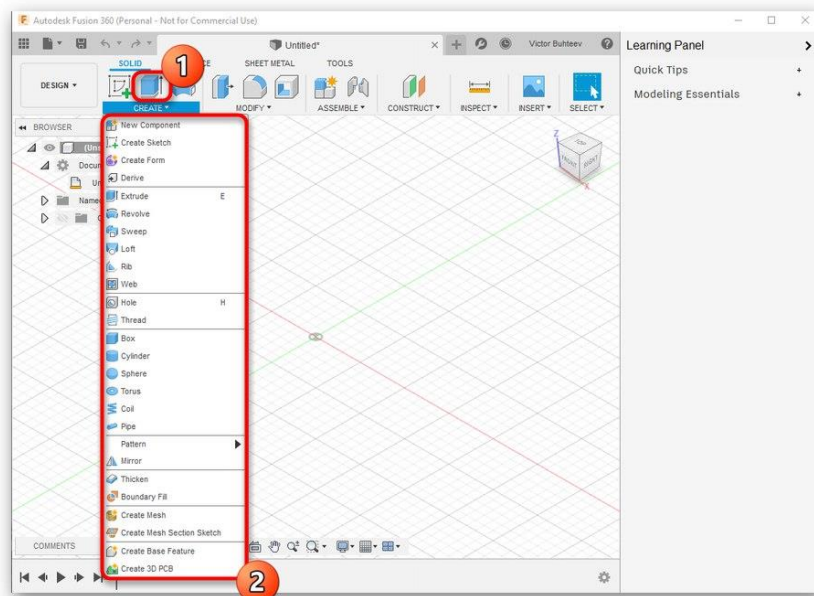 Autodesk Fusion 360 (Personal - Not for Commercial Use)
Untitled*
Victor Buhteev
Learning Panel
Quick Tips
Modeling Essentials
SOLID
SHEET METAL
TOOLS
1
DESIGN
CREATE
MODIFY
ASSEMBLE
CONSTRUCT
INSPECT
INSERT
SELECT
BROWSER
New Component
Create Sketch
Create Form
Derive
Extrude E
Revolve
Sweep
Loft
Rib
Web
Hole H
Thread
Box
Cylinder
Sphere
Torus
Coil
Pipe
Pattern
Mirror
Thicken
Boundary Fill
Create Mesh
Create Mesh Section Sketch
Create Base Feature
Create 3D PCB
2
Z
TOP
FRONT
RIGHT
X
COMMENTS